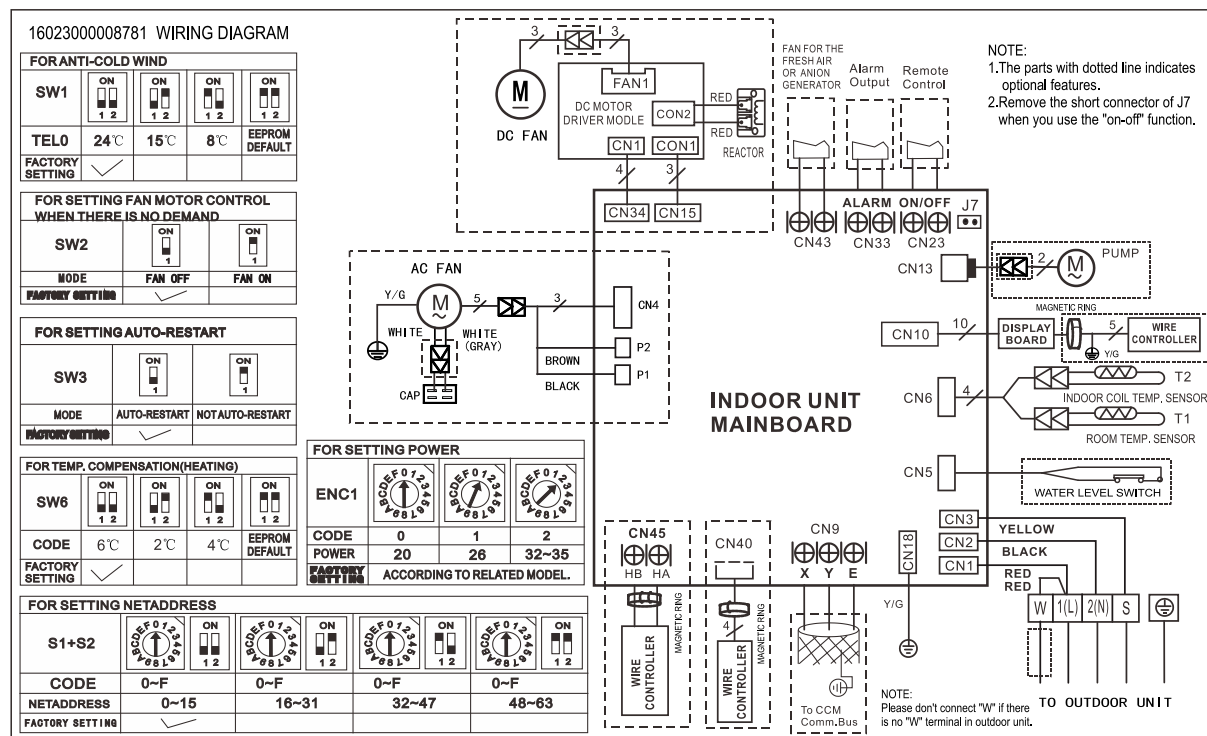 16023000008781 WIRING DIAGRAM
FOR ANTI-COLD WIND
SW1
ON
1 2
ON
1 2
ON
1 2
ON
1 2
TEL0 24℃ 15℃ 8℃ EEPROM DEFAULT
FACTORY SETTING
FOR SETTING FAN MOTOR CONTROL
WHEN THERE IS NO DEMAND
SW2
ON
1
ON
1
MODE FAN OFF FAN ON
FACTORY SETTING
FOR SETTING AUTO-RESTART
SW3
ON
1
ON
1
MODE AUTO-RESTART NOT AUTO-RESTART
FACTORY SETTING
FOR TEMP. COMPENSATION(HEATING)
SW6
ON
1 2
ON
1 2
ON
1 2
ON
1 2
CODE 6℃ 2℃ 4℃ EEPROM DEFAULT
FACTORY SETTING
FOR SETTING POWER
ENC1
0123456789ABCDEF
0123456789ABCDEF
0123456789ABCDEF
CODE 0 1 2
POWER 20 26 32~35
FACTORY SETTING ACCORDING TO RELATED MODEL.
FOR SETTING NETADDRESS
S1+S2
0123456789ABCDEF
ON
1 2
0123456789ABCDEF
ON
1 2
0123456789ABCDEF
ON
1 2
0123456789ABCDEF
ON
1 2
CODE 0~F 0~F 0~F 0~F
NETADDRESS 0~15 16~31 32~47 48~63
FACTORY SETTING
3
3
M
DC FAN
FAN1
DC MOTOR
DRIVER MODLE
CON2
RED
RED
REACTOR
CN1 CON1
4
3
CN34 CN15
FAN FOR THE
FRESH AIR
OR ANION
GENERATOR
Alarm
Output
Remote
Control
ALARM ON/OFF J7
CN43 CN33 CN23
NOTE:
1.The parts with dotted line indicates
optional features.
2.Remove the short connector of J7
when you use the "on-off" function.
AC FAN
Y/G
M
~
5
3
CN4
WHITE
WHITE
(GRAY)
BROWN
P2
BLACK
P1
CAP
INDOOR UNIT
MAINBOARD
CN13
2
M
~
PUMP
MAGNETIC RING
CN10
10
DISPLAY
BOARD
Y/G
5
WIRE
CONTROLLER
CN6
4
T2
INDOOR COIL TEMP. SENSOR
T1
ROOM TEMP. SENSOR
CN5
WATER LEVEL SWITCH
CN3
YELLOW
CN2
BLACK
CN1
RED
RED
W 1(L) 2(N) S
TO OUTDOOR UNIT
CN45
HB HA
MAGNETIC RING
WIRE
CONTROLLER
CN40
MAGNETIC RING
4
WIRE
CONTROLLER
CN9
X Y E
To CCM
Comm.Bus
CN18
Y/G
NOTE:
Please don't connect "W" if there
is no "W" terminal in outdoor unit.